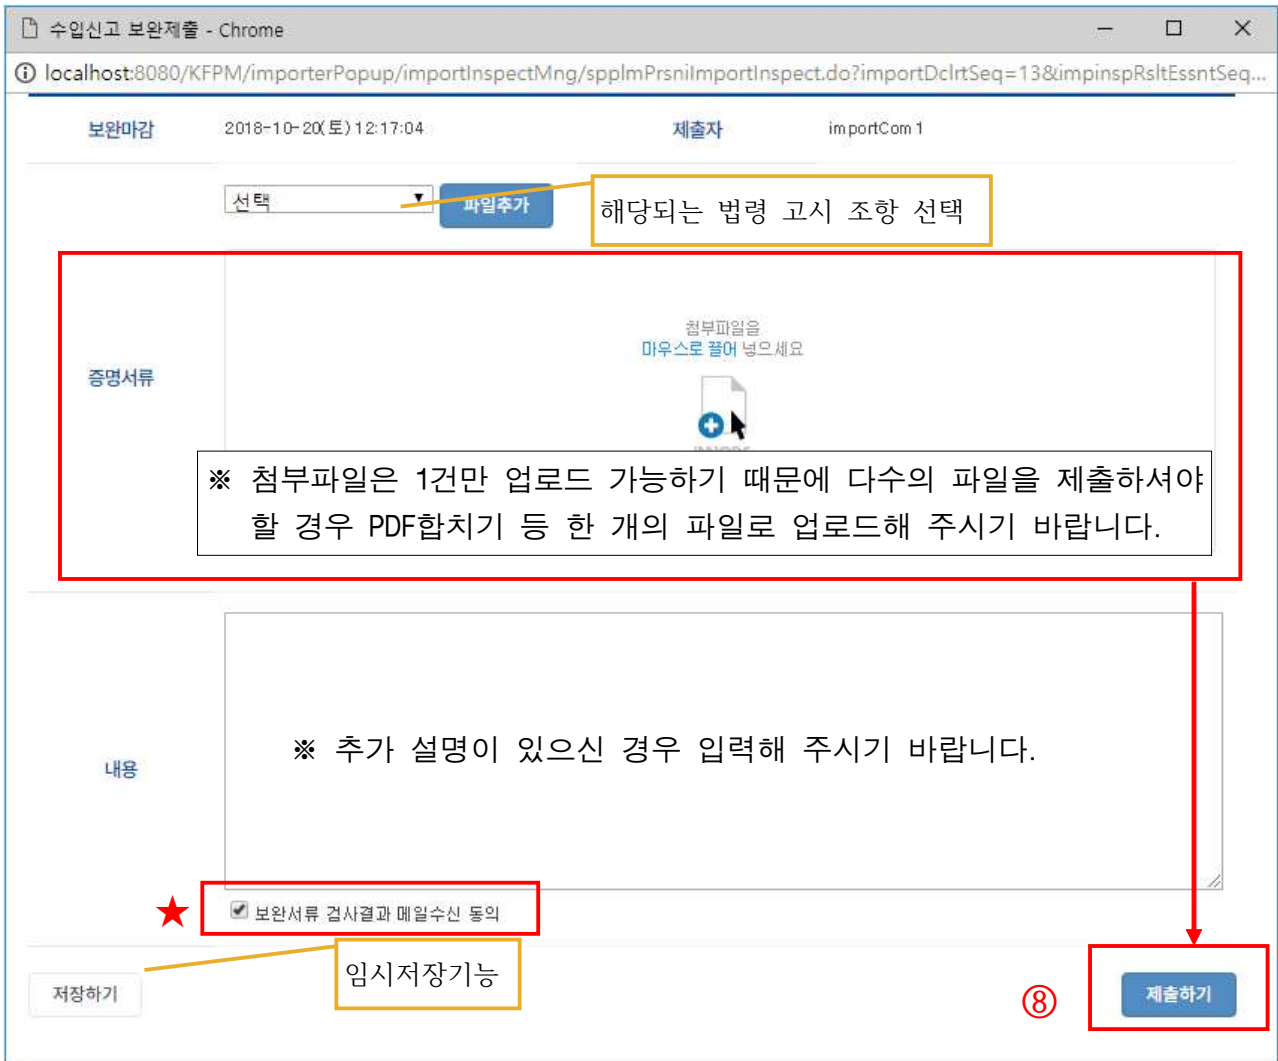 수입신고 보완제출 - Chrome
localhost:8080/KFPM/importerPopup/importInspectMng/spplmPrsniImportInspect.do?importDclrtSeq=13&impinspRsltEssntSeq...
보완마감 2018-10-20(토) 12:17:04 제출자 importCom1
선택 파일추가
해당되는 법령 고시 조항 선택
첨부파일을
마우스로 끌어 넣으세요
증명서류
※ 첨부파일은 1건만 업로드 가능하기 때문에 다수의 파일을 제출하셔야
할 경우 PDF합치기 등 한 개의 파일로 업로드해 주시기 바랍니다.
※ 추가 설명이 있으신 경우 입력해 주시기 바랍니다.
내용
★ 보완서류 검사결과 메일수신 동의
임시저장기능
저장하기 ⑧ 제출하기